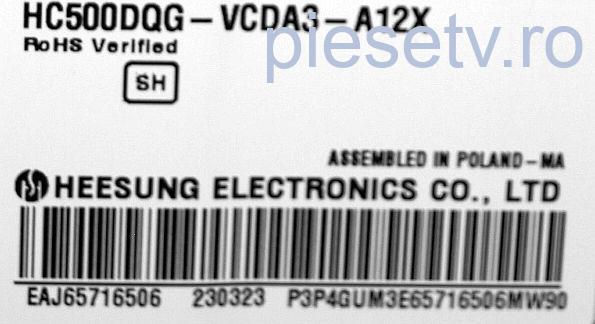 HC500DQG-VCDA3-A12X
piesetv.ro
RoHS Verified
SH
ASSEMBLED IN POLAND-MA
HEESUNG ELECTRONICS CO., LTD
EAJ65716506 230323 P3P4GUM3E65716506MW90